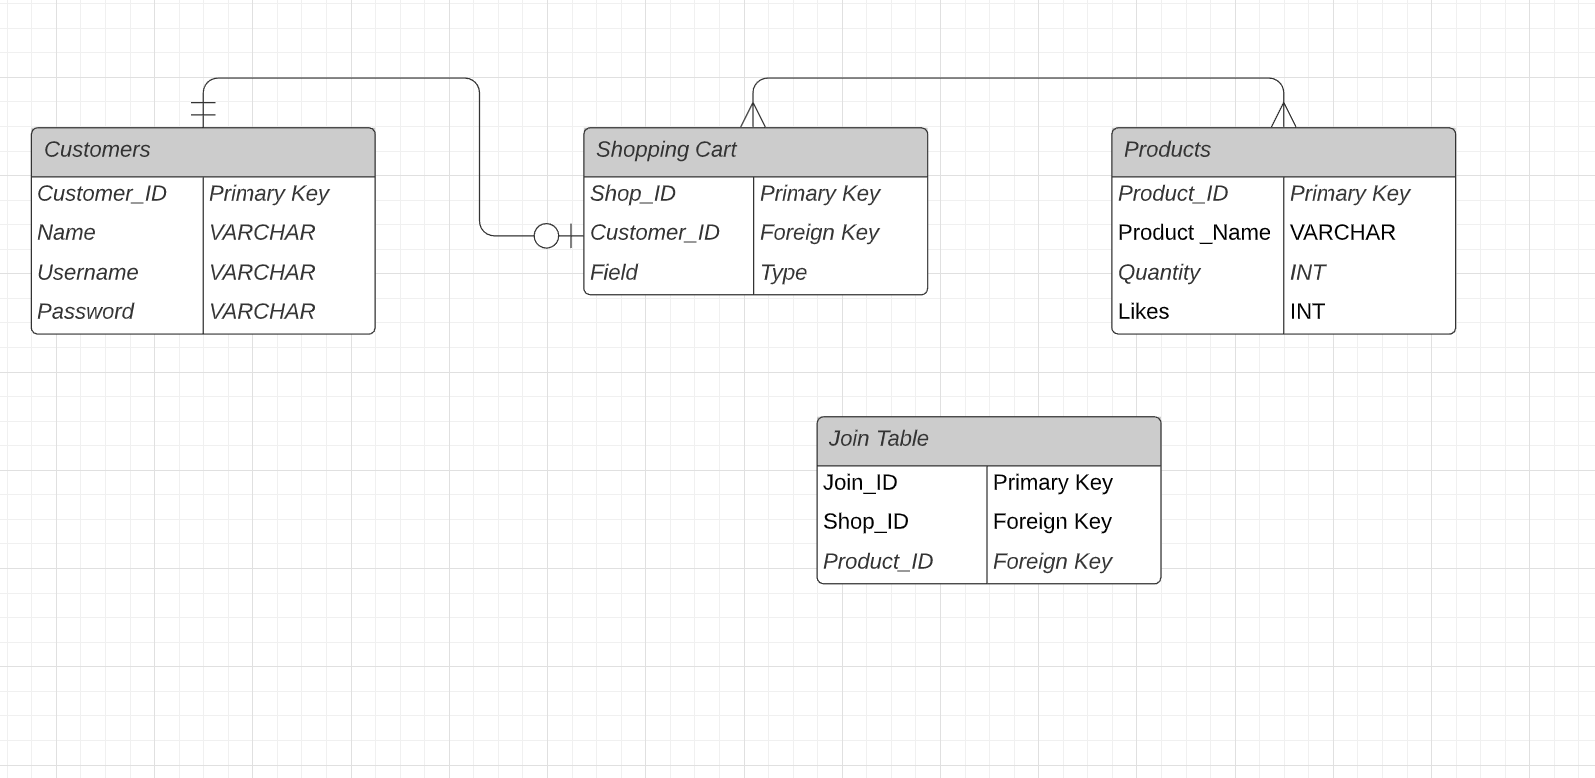 Customers
Customer_ID Primary Key
Name VARCHAR
Username VARCHAR
Password VARCHAR
Shopping Cart
Shop_ID Primary Key
Customer_ID Foreign Key
Field Type
Products
Product_ID Primary Key
Product _Name VARCHAR
Quantity INT
Likes INT
Join Table
Join_ID Primary Key
Shop_ID Foreign Key
Product_ID Foreign Key